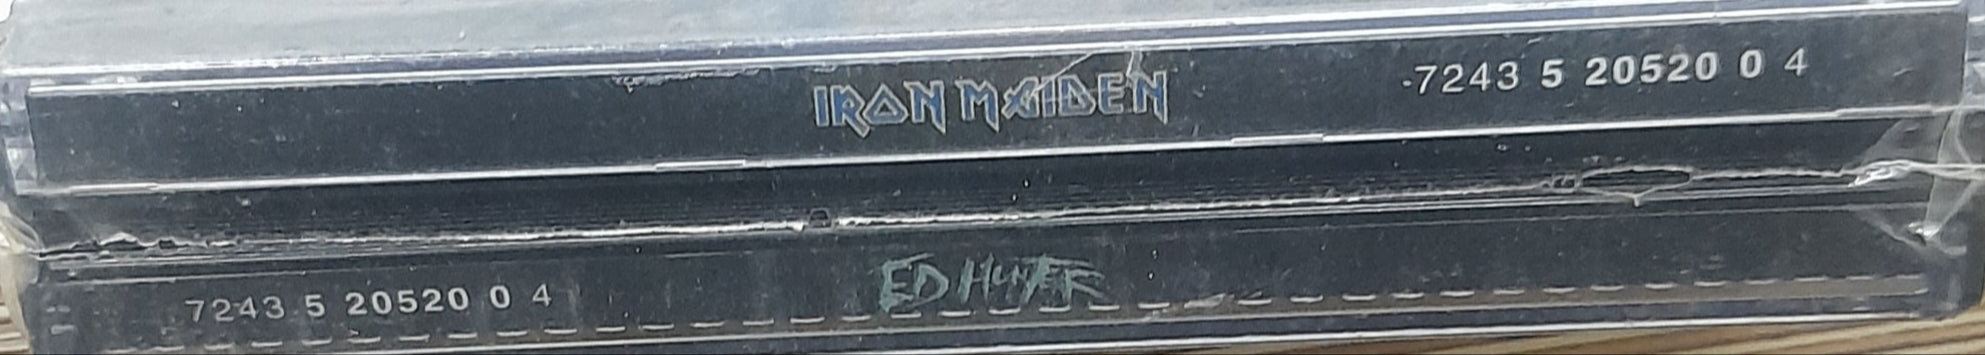 IRON MAIDEN 7243 5 20520 0 4
7243 5 20520 0 4 ED HUNTER